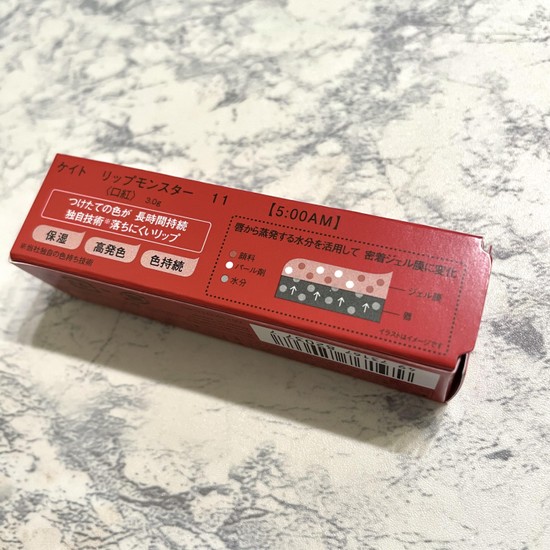 ケイト リップモンスター 11 【5:00AM】
(口紅) 3.0g
つけたての色が 長時間持続
独自技術※落ちにくいリップ
保湿 高発色 色持続
※当社独自の色持ち技術
唇から蒸発する水分を活用して 密着ジェル膜に変化
顔料
パール剤
水分
ジェル膜
唇
イラストはイメージです